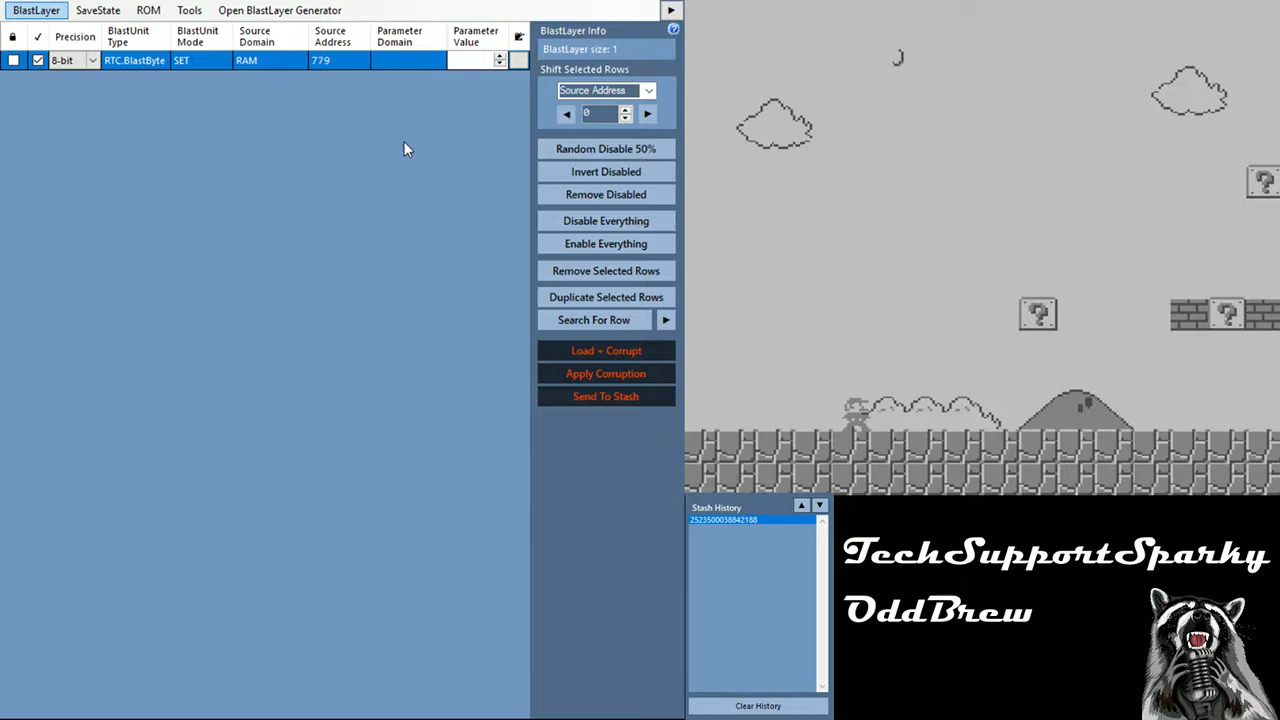 BlastLayer SaveState ROM Tools Open BlastLayer Generator
✓ Precision BlastUnit Type BlastUnit Mode Source Domain Source Address Parameter Domain Parameter Value
8-bit RTC.BlastByte SET RAM 779
BlastLayer Info
BlastLayer size: 1
Shift Selected Rows
Source Address
0
Random Disable 50%
Invert Disabled
Remove Disabled
Disable Everything
Enable Everything
Remove Selected Rows
Duplicate Selected Rows
Search For Row
Load + Corrupt
Apply Corruption
Send To Stash
?
?
?
Stash History
2523500038842188
Clear History
TechSupportSparky
OddBrew